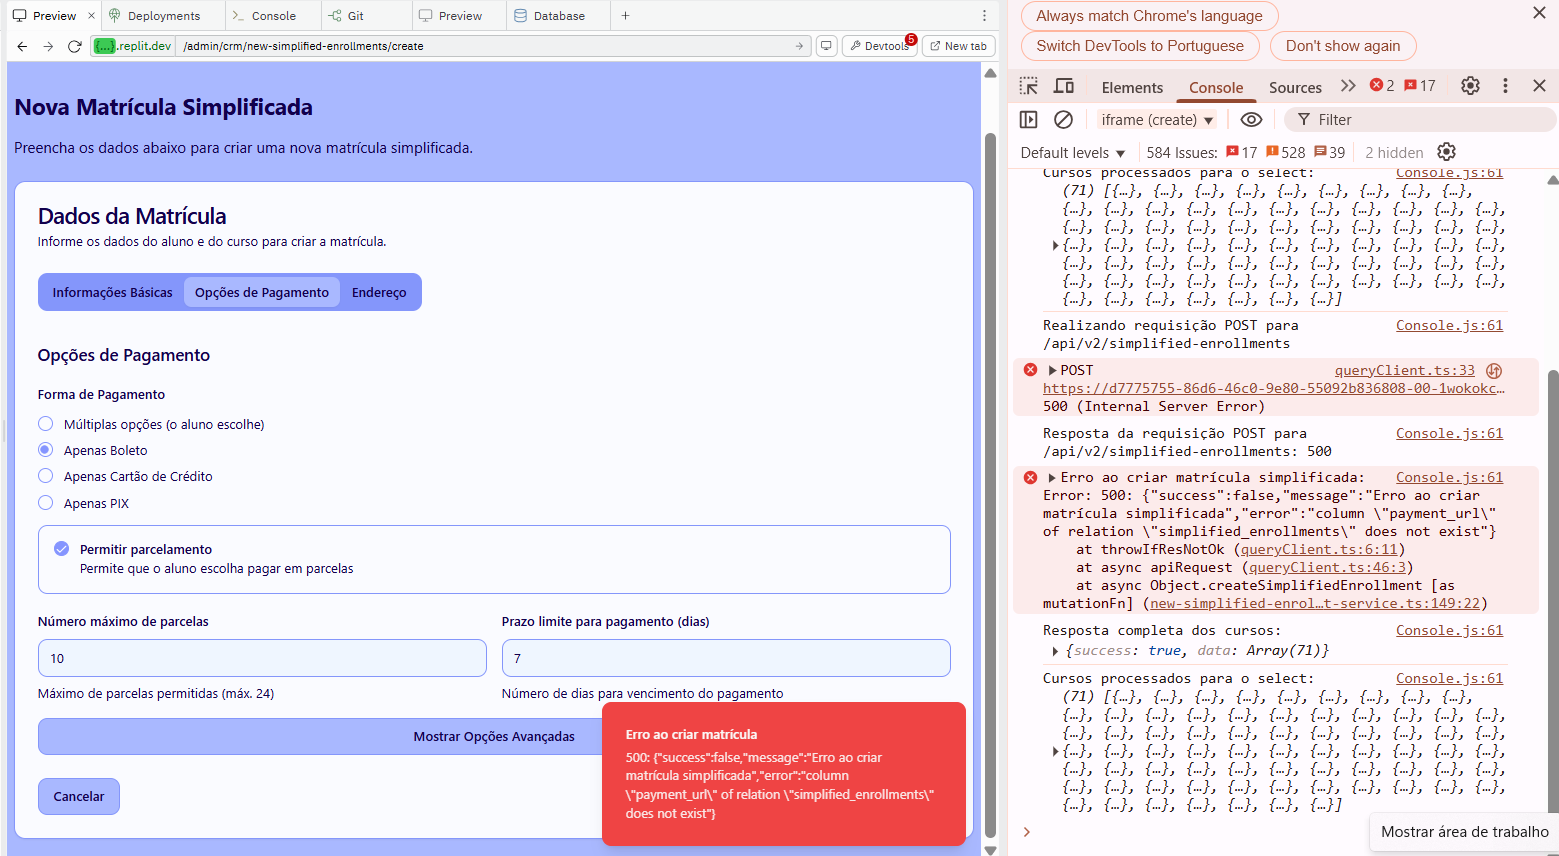 Preview
Deployments
Console
Git
Preview
Database
{...}.replit.dev
/admin/crm/new-simplified-enrollments/create
Devtools
5
New tab
Nova Matrícula Simplificada
Preencha os dados abaixo para criar uma nova matrícula simplificada.
Dados da Matrícula
Informe os dados do aluno e do curso para criar a matrícula.
Informações Básicas
Opções de Pagamento
Endereço
Opções de Pagamento
Forma de Pagamento
Múltiplas opções (o aluno escolhe)
Apenas Boleto
Apenas Cartão de Crédito
Apenas PIX
Permitir parcelamento
Permite que o aluno escolha pagar em parcelas
Número máximo de parcelas
10
Máximo de parcelas permitidas (máx. 24)
Prazo limite para pagamento (dias)
7
Número de dias para vencimento do pagamento
Mostrar Opções Avançadas
Cancelar
Erro ao criar matrícula
500: {"success":false,"message":"Erro ao criar
matrícula simplificada","error":"column
\"payment_url\" of relation \"simplified_enrollments\"
does not exist"}
Always match Chrome's language
Switch DevTools to Portuguese
Don't show again
Elements
Console
Sources
2
17
iframe (create)
Filter
Default levels
584 Issues:
17
528
39
2 hidden
Cursos processados para o select: Console.js:61
(71) [{…}, {…}, {…}, {…}, {…}, {…}, {…}, {…}, {…}, {…},
{…}, {…}, {…}, {…}, {…}, {…}, {…}, {…}, {…}, {…}, {…},
{…}, {…}, {…}, {…}, {…}, {…}, {…}, {…}, {…}, {…}, {…},
{…}, {…}, {…}, {…}, {…}, {…}, {…}, {…}, {…}, {…}, {…},
{…}, {…}, {…}, {…}, {…}, {…}, {…}, {…}, {…}, {…}, {…},
{…}, {…}, {…}, {…}, {…}, {…}, {…}, {…}, {…}, {…}, {…},
{…}, {…}, {…}, {…}, {…}, {…}, {…}]
Realizando requisição POST para Console.js:61
/api/v2/simplified-enrollments
POST queryClient.ts:33
https://d7775755-86d6-46c0-9e80-55092b836808-00-1wokokc…
500 (Internal Server Error)
Resposta da requisição POST para Console.js:61
/api/v2/simplified-enrollments: 500
Erro ao criar matrícula simplificada: Console.js:61
Error: 500: {"success":false,"message":"Erro ao criar
matrícula simplificada","error":"column \"payment_url\"
of relation \"simplified_enrollments\" does not exist"}
at throwIfResNotOk (queryClient.ts:6:11)
at async apiRequest (queryClient.ts:46:3)
at async Object.createSimplifiedEnrollment [as
mutationFn] (new-simplified-enrol…t-service.ts:149:22)
Resposta completa dos cursos: Console.js:61
{success: true, data: Array(71)}
Cursos processados para o select: Console.js:61
(71) [{…}, {…}, {…}, {…}, {…}, {…}, {…}, {…}, {…}, {…},
{…}, {…}, {…}, {…}, {…}, {…}, {…}, {…}, {…}, {…}, {…},
{…}, {…}, {…}, {…}, {…}, {…}, {…}, {…}, {…}, {…}, {…},
{…}, {…}, {…}, {…}, {…}, {…}, {…}, {…}, {…}, {…}, {…},
{…}, {…}, {…}, {…}, {…}, {…}, {…}, {…}, {…}, {…}, {…},
{…}, {…}, {…}, {…}, {…}, {…}, {…}, {…}, {…}, {…}, {…},
{…}, {…}, {…}, {…}, {…}, {…}, {…}]
Mostrar área de trabalho